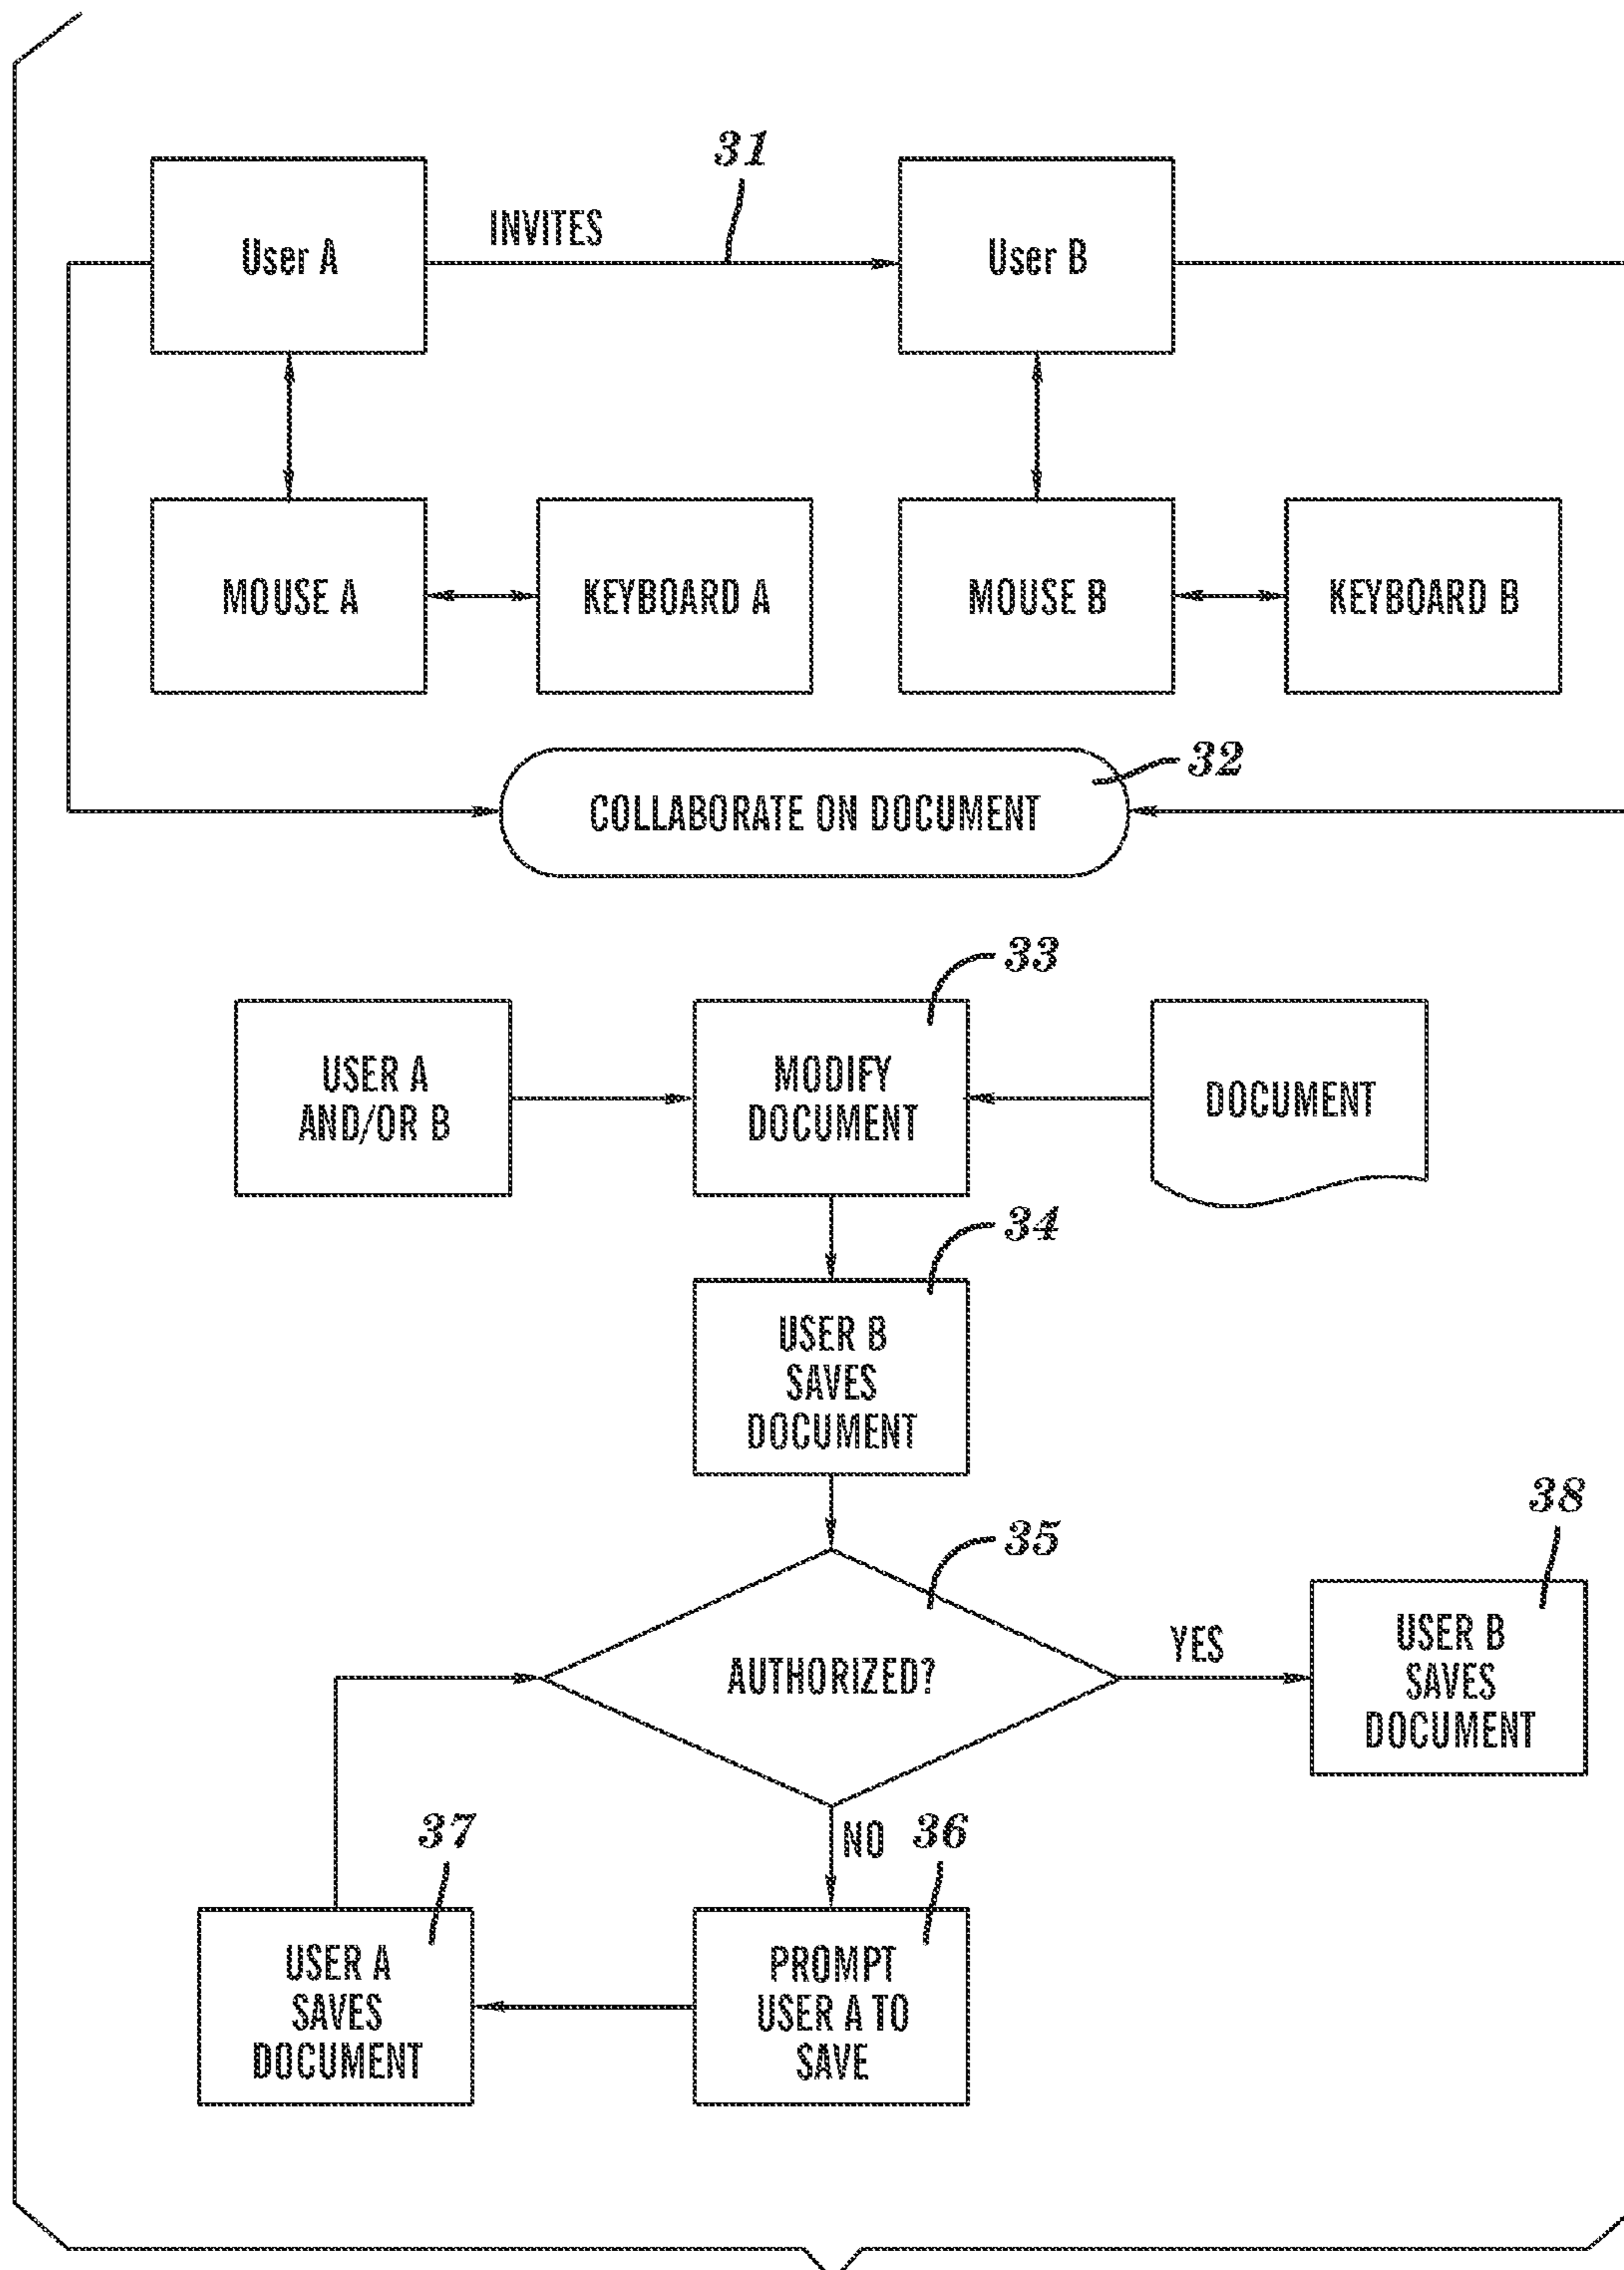 31
INVITES
User A
User B
MOUSE A
KEYBOARD A
MOUSE B
KEYBOARD B
32
COLLABORATE ON DOCUMENT
33
USER A
AND/OR B
MODIFY
DOCUMENT
DOCUMENT
34
USER B
SAVES
DOCUMENT
35
38
AUTHORIZED?
YES
USER B
SAVES
DOCUMENT
NO
37
36
USER A
SAVES
DOCUMENT
PROMPT
USER A TO
SAVE